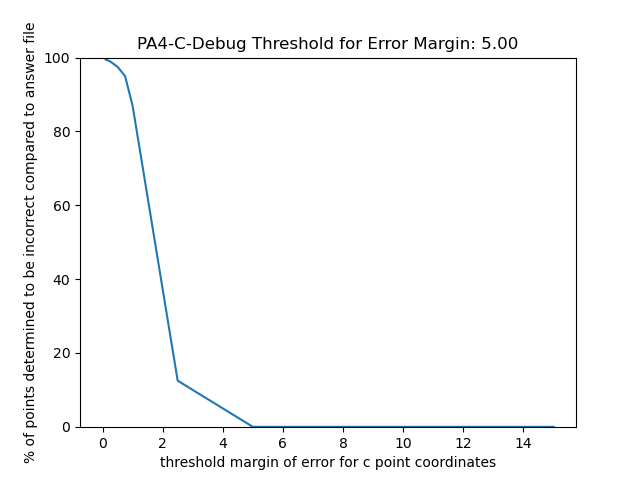 PA4-C-Debug Threshold for Error Margin: 5.00
% of points determined to be incorrect compared to answer file
100
80
60
40
20
0
0 2 4 6 8 10 12 14
threshold margin of error for c point coordinates